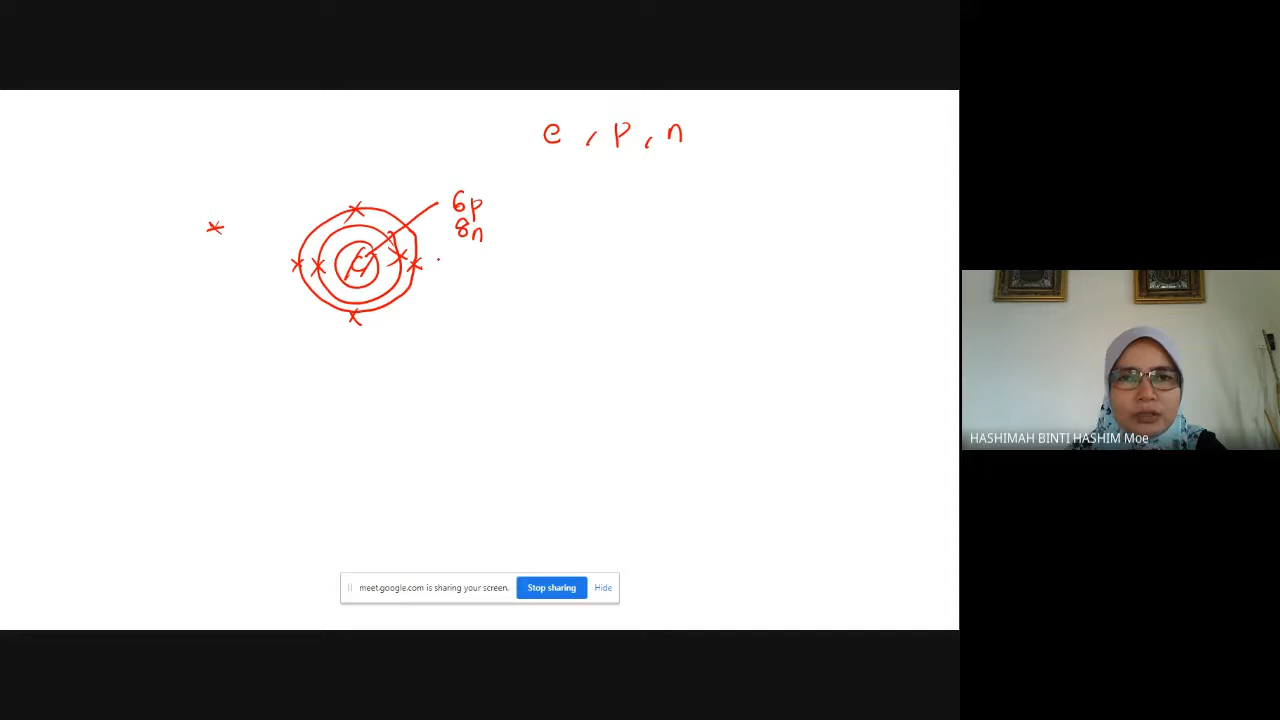 e , p , n
6p
8n
HASHIMAH BINTI HASHIM Moe
meet.google.com is sharing your screen. Stop sharing Hide